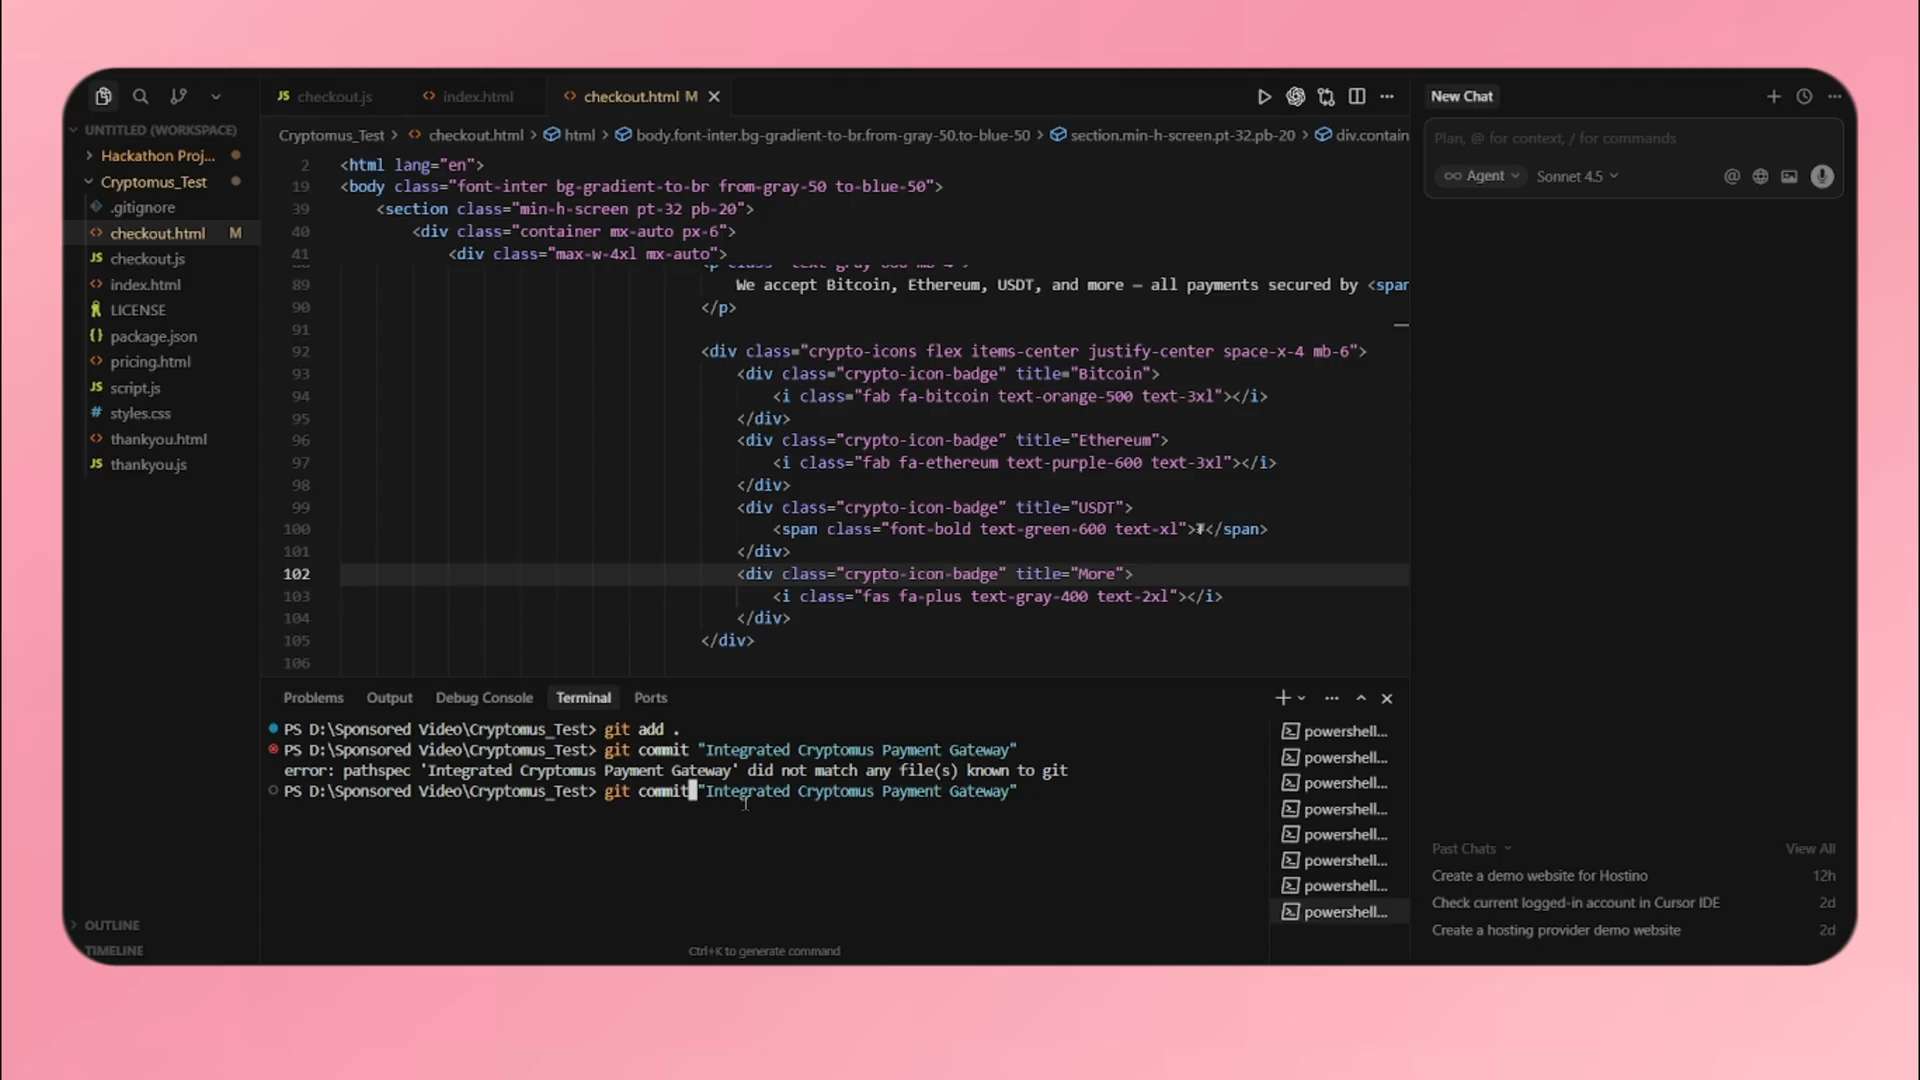 checkout.js
index.html
checkout.html M
New Chat
UNTITLED (WORKSPACE)
Hackathon Proj...
Cryptomus_Test
.gitignore
checkout.html M
checkout.js
index.html
LICENSE
package.json
pricing.html
script.js
styles.css
thankyou.html
thankyou.js
OUTLINE
TIMELINE
Cryptomus_Test > checkout.html > html > body.font-inter.bg-gradient-to-br.from-gray-50.to-blue-50 > section.min-h-screen.pt-32.pb-20 > div.contain
2 <html lang="en">
19 <body class="font-inter bg-gradient-to-br from-gray-50 to-blue-50">
39 <section class="min-h-screen pt-32 pb-20">
40 <div class="container mx-auto px-6">
41 <div class="max-w-4xl mx-auto">
89 We accept Bitcoin, Ethereum, USDT, and more — all payments secured by <span
90 </p>
91
92 <div class="crypto-icons flex items-center justify-center space-x-4 mb-6">
93 <div class="crypto-icon-badge" title="Bitcoin">
94 <i class="fab fa-bitcoin text-orange-500 text-3xl"></i>
95 </div>
96 <div class="crypto-icon-badge" title="Ethereum">
97 <i class="fab fa-ethereum text-purple-600 text-3xl"></i>
98 </div>
99 <div class="crypto-icon-badge" title="USDT">
100 <span class="font-bold text-green-600 text-xl">₮</span>
101 </div>
102 <div class="crypto-icon-badge" title="More">
103 <i class="fas fa-plus text-gray-400 text-2xl"></i>
104 </div>
105 </div>
106
Problems Output Debug Console Terminal Ports
PS D:\Sponsored Video\Cryptomus_Test> git add .
PS D:\Sponsored Video\Cryptomus_Test> git commit "Integrated Cryptomus Payment Gateway"
error: pathspec 'Integrated Cryptomus Payment Gateway' did not match any file(s) known to git
PS D:\Sponsored Video\Cryptomus_Test> git commit "Integrated Cryptomus Payment Gateway"
Ctrl+K to generate command
powershell...
powershell...
powershell...
powershell...
powershell...
powershell...
powershell...
powershell...
Plan, @ for context, / for commands
Agent Sonnet 4.5
Past Chats View All
Create a demo website for Hostino 12h
Check current logged-in account in Cursor IDE 2d
Create a hosting provider demo website 2d